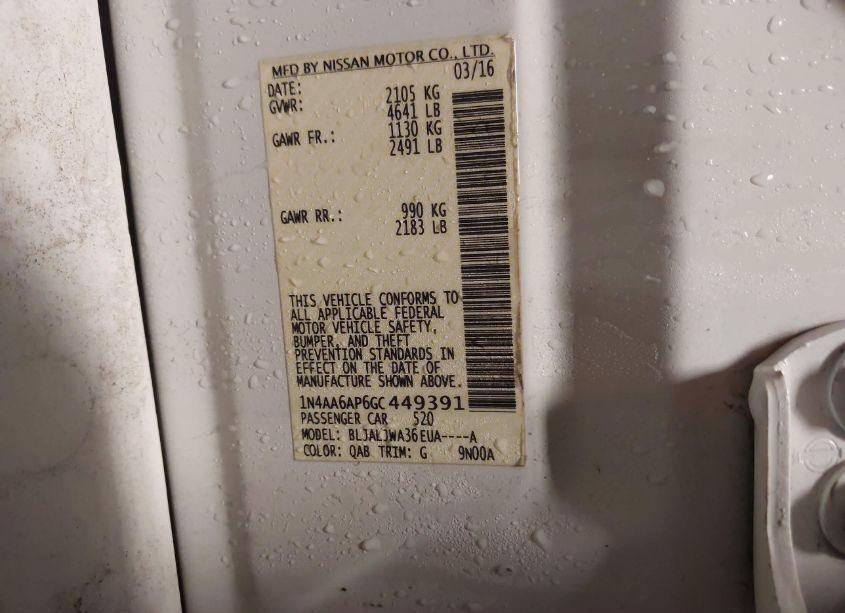 MFD BY NISSAN MOTOR CO., LTD.
DATE: 03/16
GVWR: 2105 KG
4641 LB
GAWR FR.: 1130 KG
2491 LB
GAWR RR.: 990 KG
2183 LB
THIS VEHICLE CONFORMS TO
ALL APPLICABLE FEDERAL
MOTOR VEHICLE SAFETY,
BUMPER, AND THEFT
PREVENTION STANDARDS IN
EFFECT ON THE DATE OF
MANUFACTURE SHOWN ABOVE.
1N4AA6AP6GC449391
PASSENGER CAR 520
MODEL: BLJALJWA36EUA----A
COLOR: QAB TRIM: G 9N00A